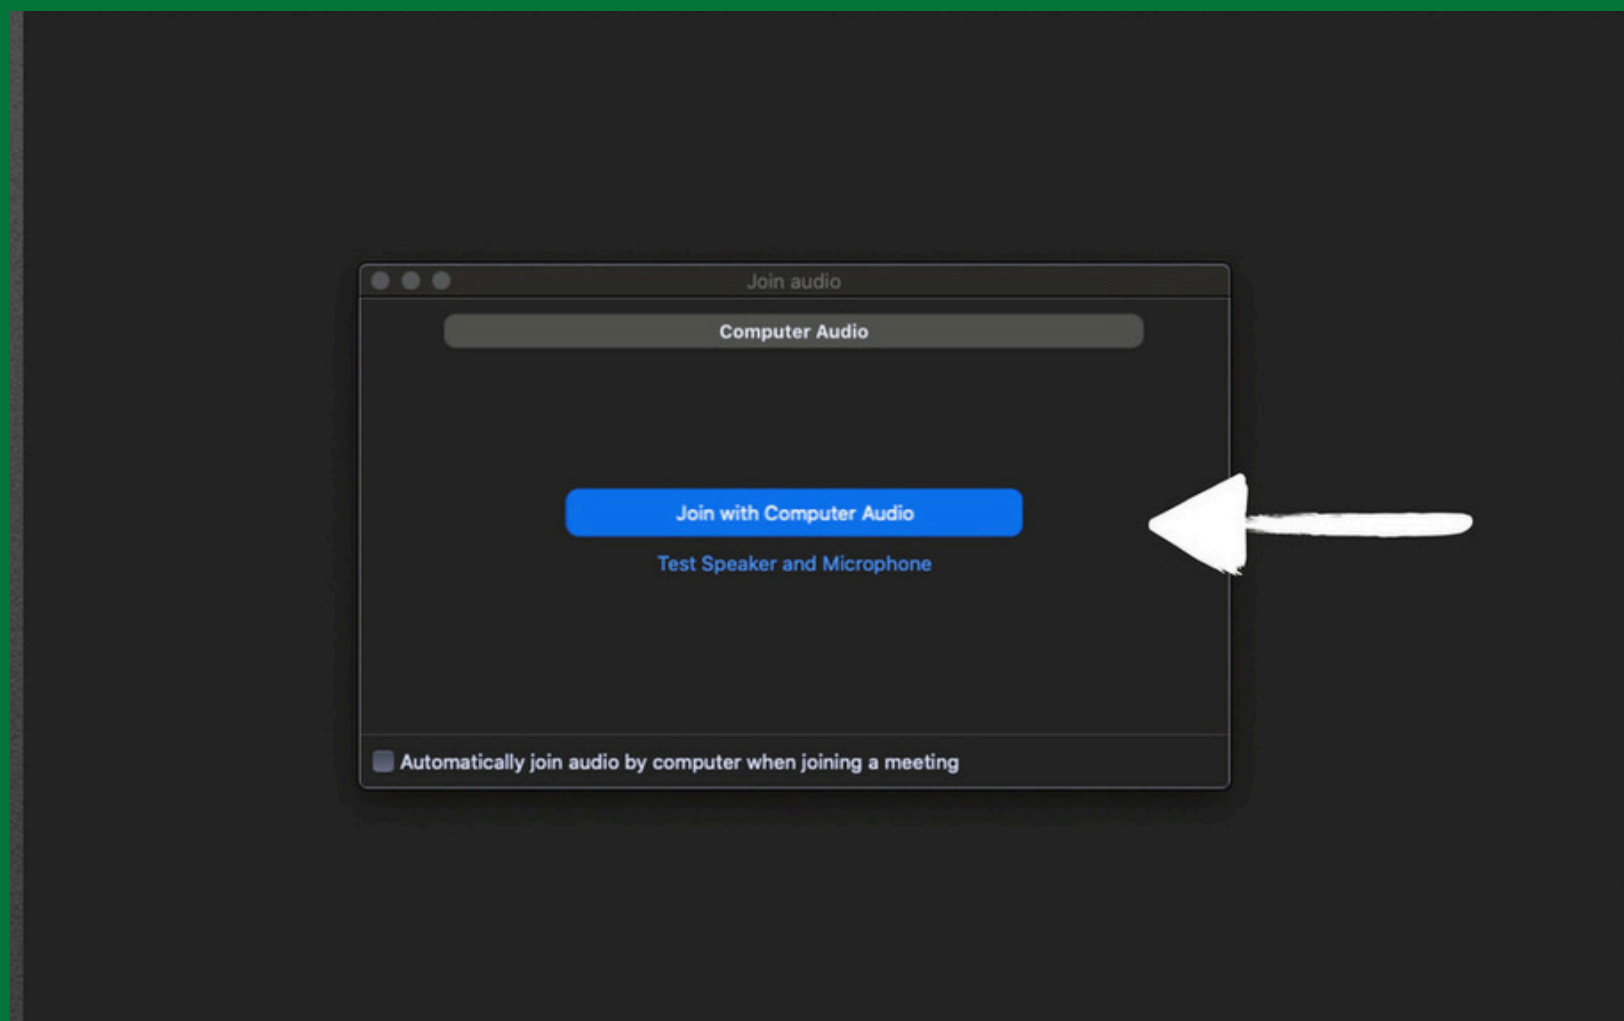 Join audio
Computer Audio
Join with Computer Audio
Test Speaker and Microphone
Automatically join audio by computer when joining a meeting